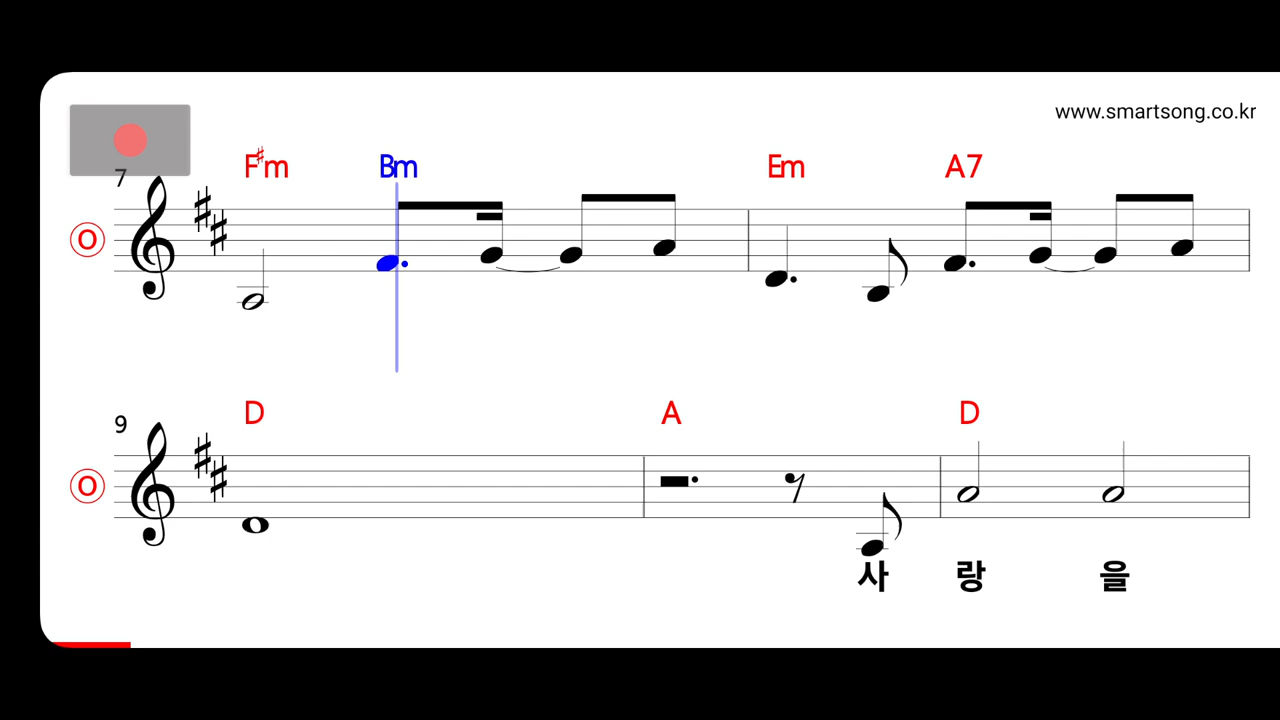 www.smartsong.co.kr
7 F♯m Bm Em A7
O
9 D A D
O
사 랑 을